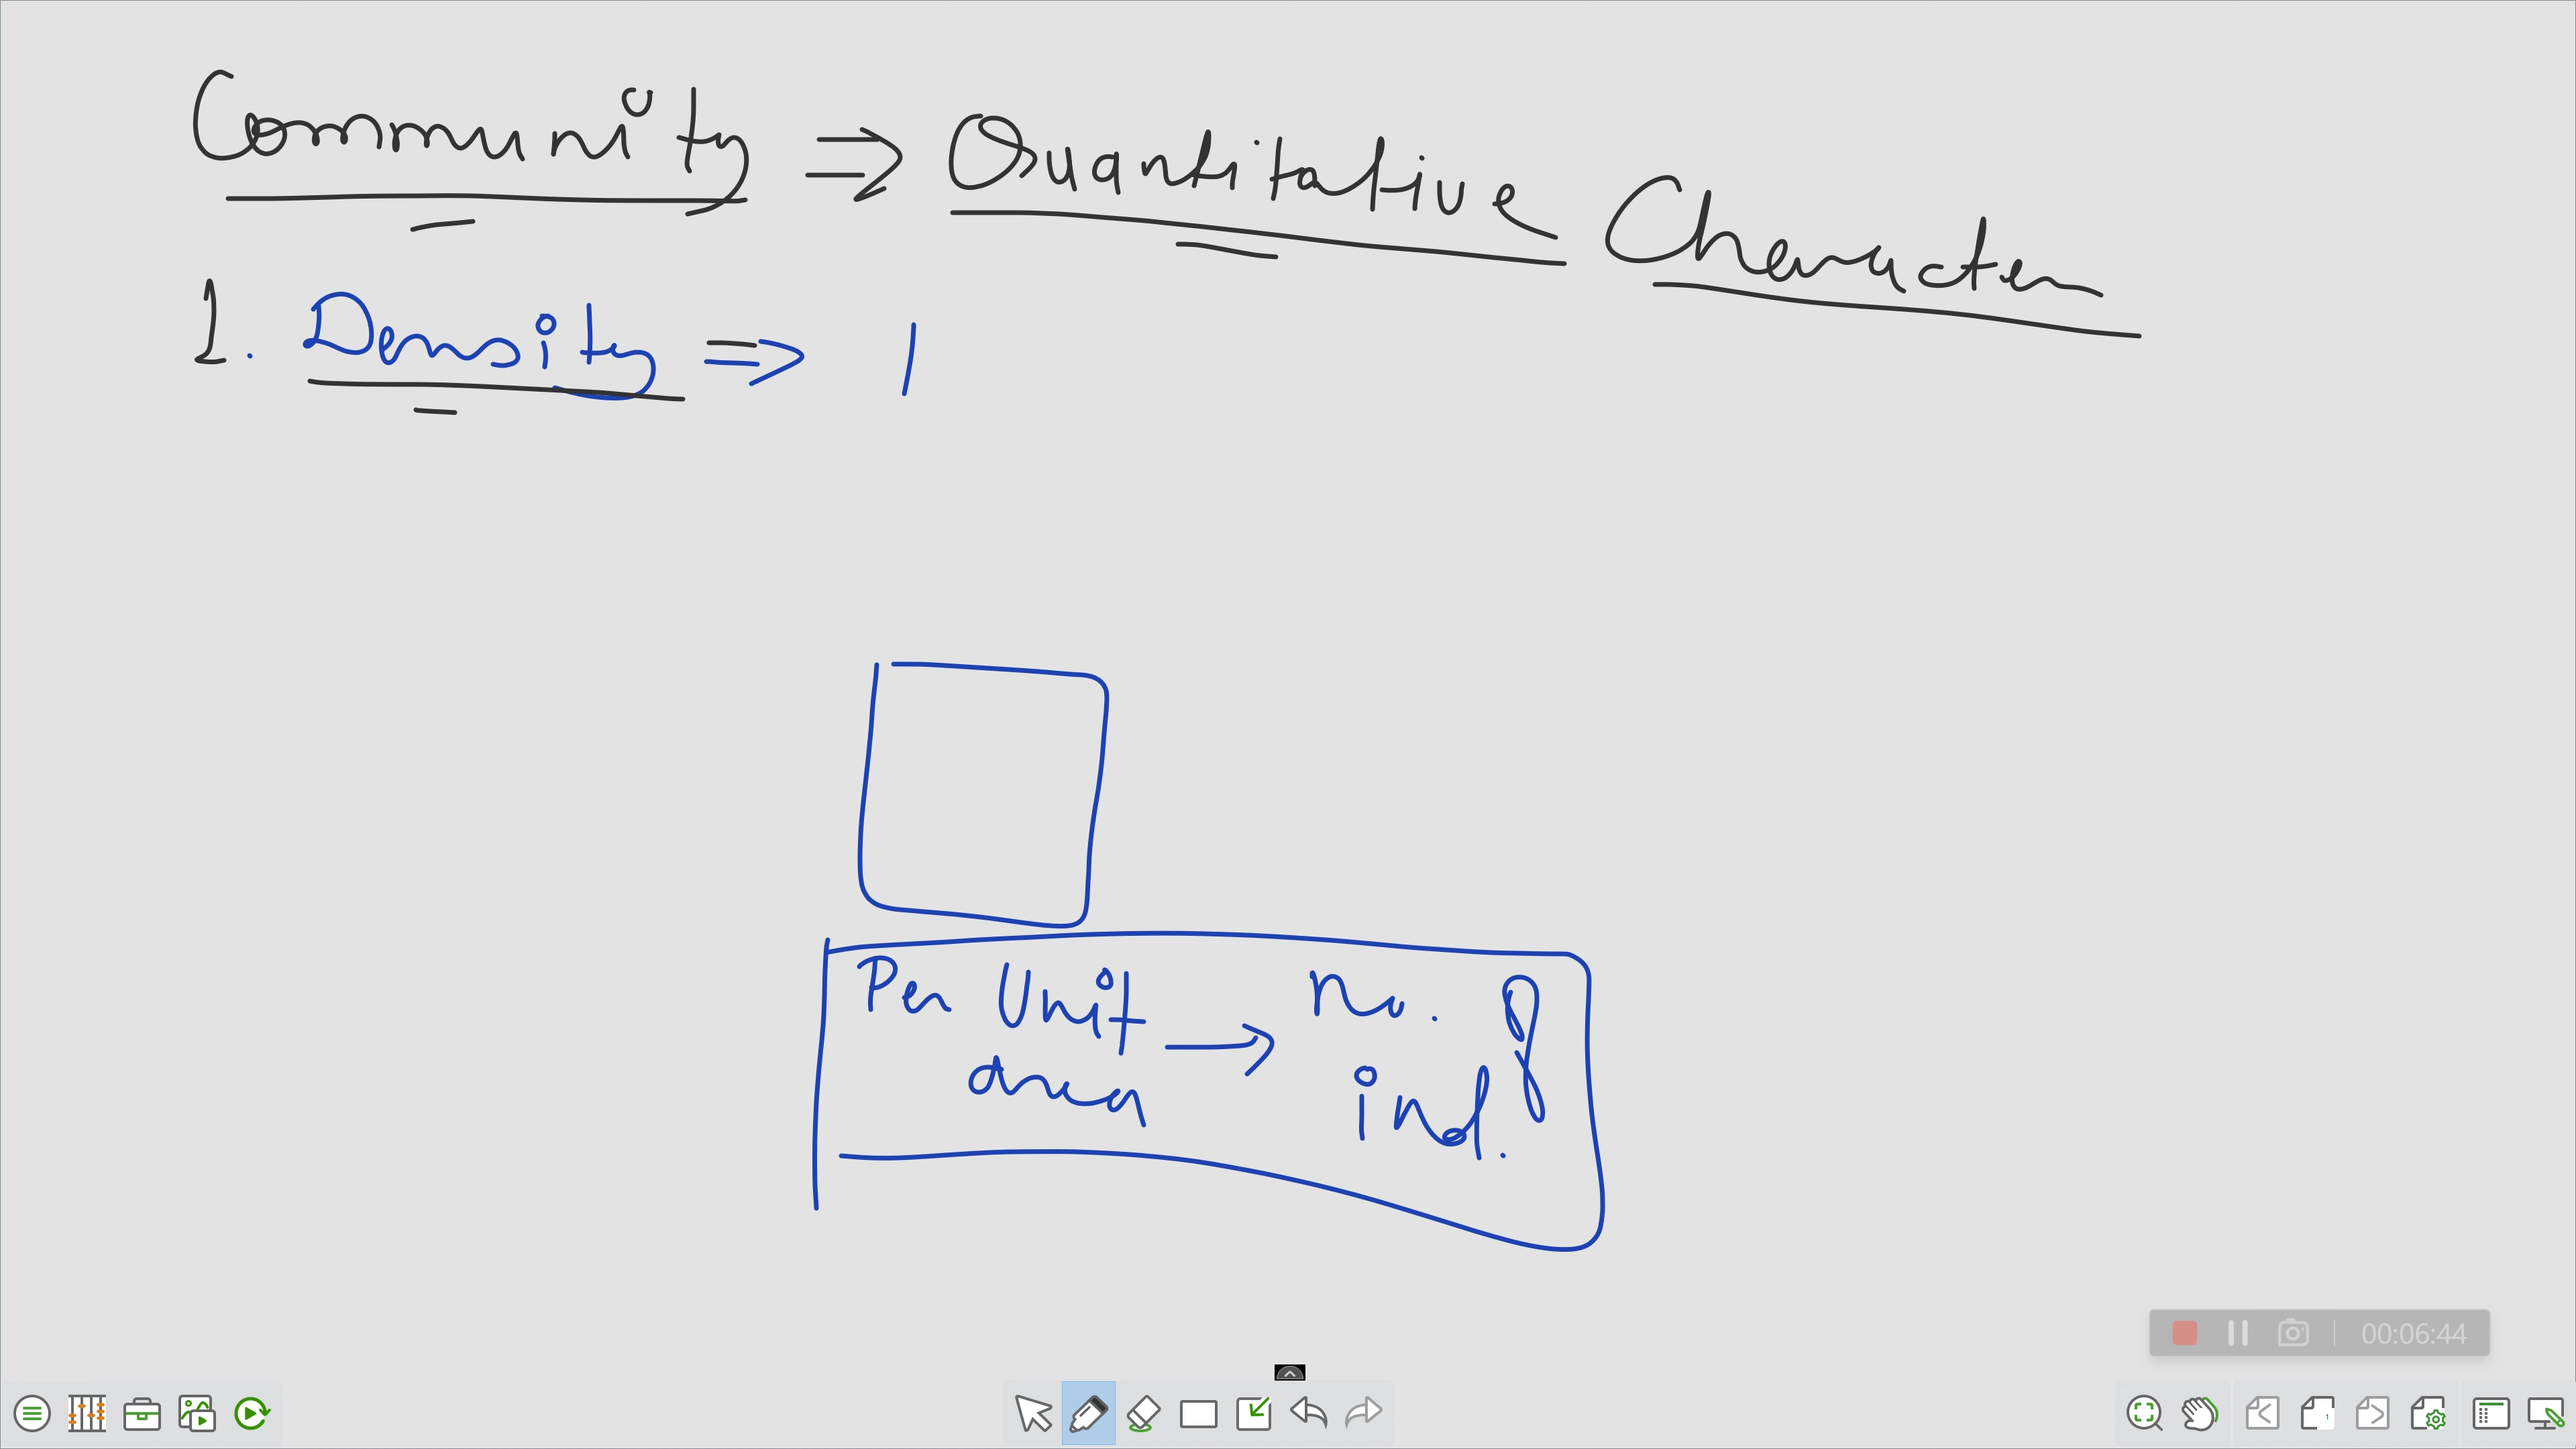 Community ⇒ Quantitative Character
1. Density ⇒ 1
Per Unit → no. of
area ind.
00:06:44